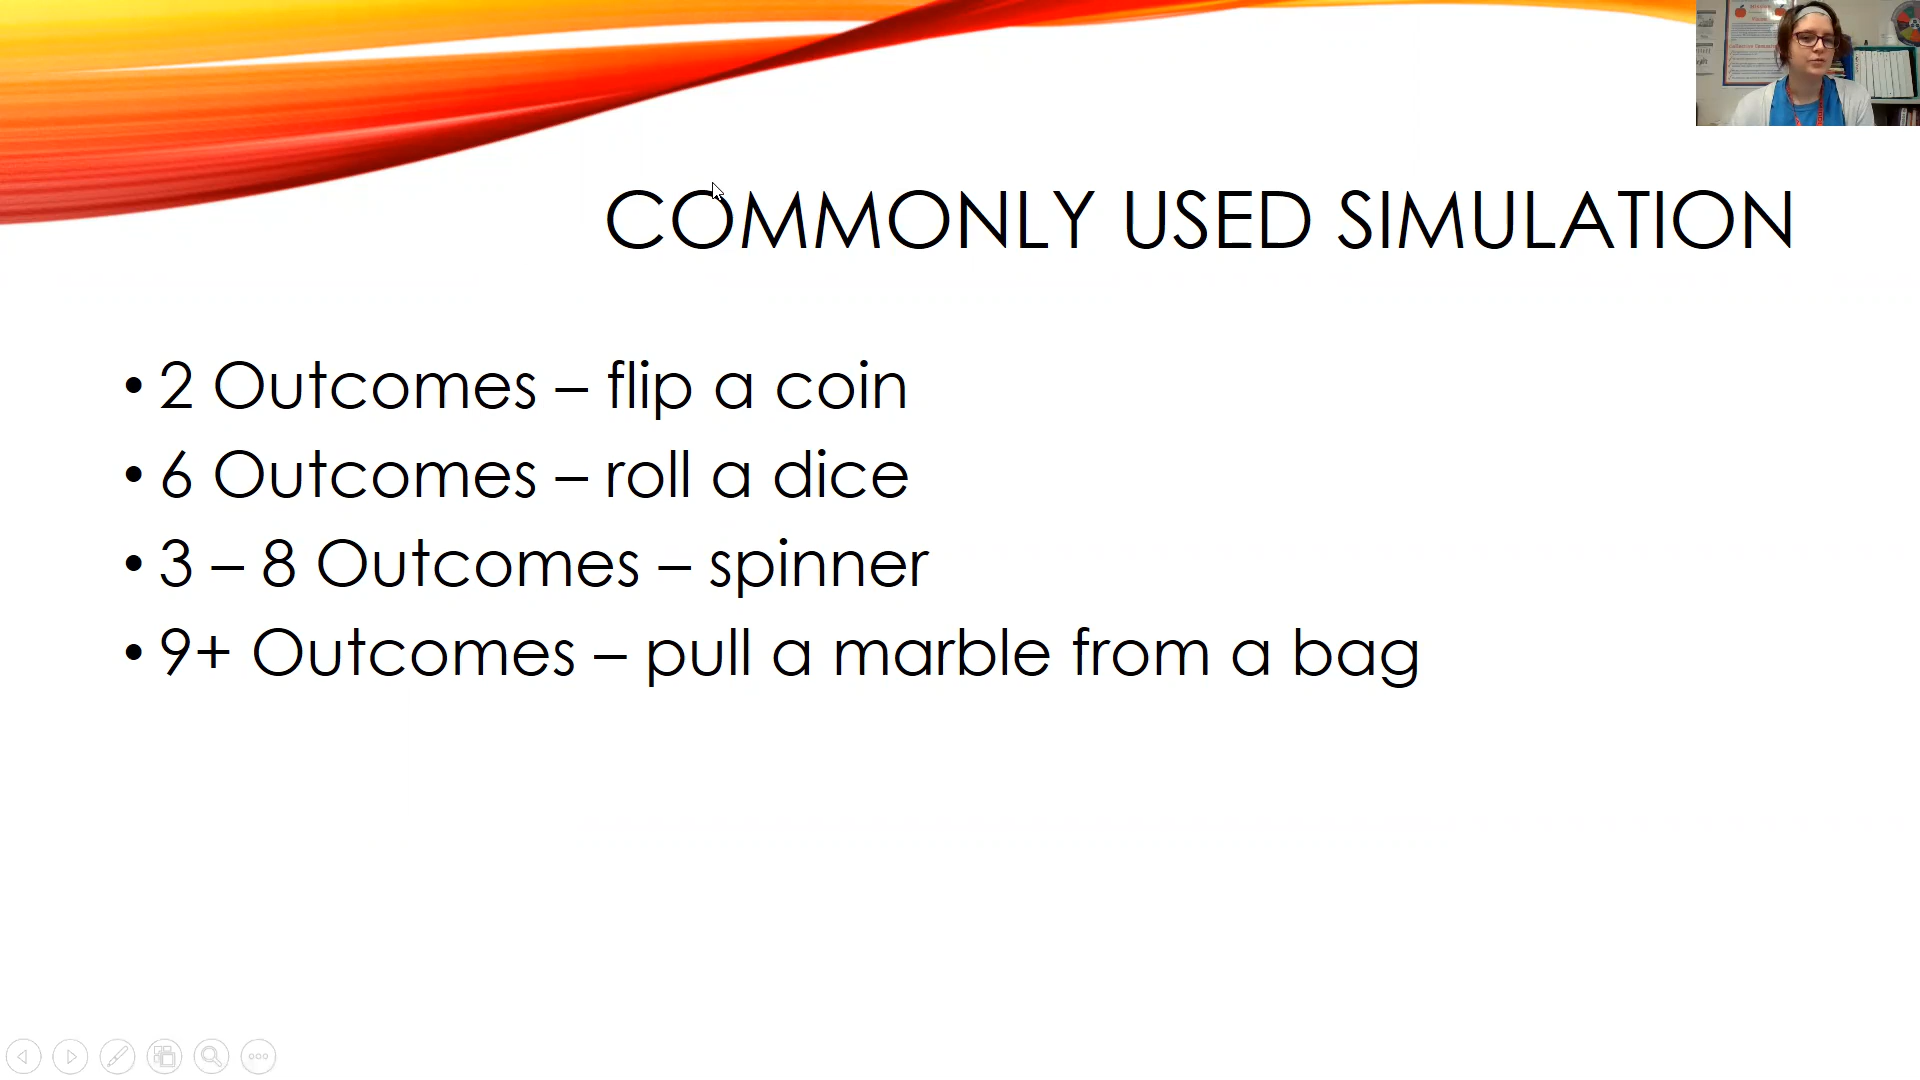 COMMONLY USED SIMULATION
• 2 Outcomes – flip a coin
• 6 Outcomes – roll a dice
• 3 – 8 Outcomes – spinner
• 9+ Outcomes – pull a marble from a bag